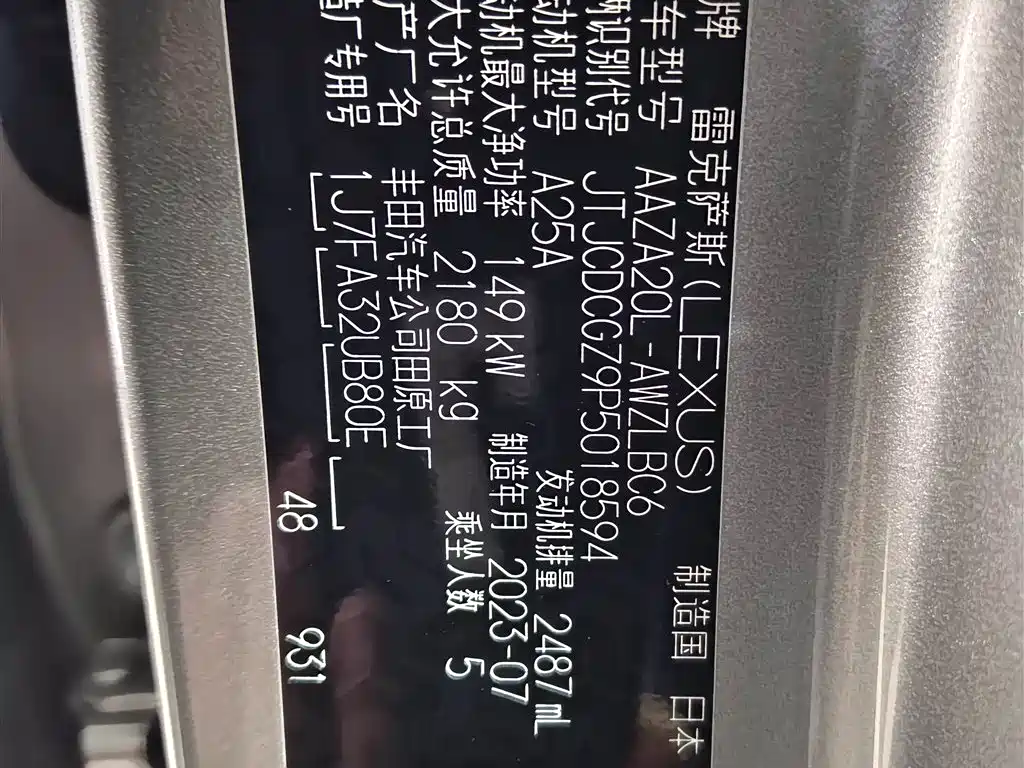 牌 雷克萨斯(LEXUS) 制造国 日本
车型号 AAZA20L-AWZLBC6
辆识别代号 JTJCDCGZ9P5018594
动机型号 A25A 发动机排量 2487mL
动机最大净功率 149kW 制造年月 2023-07
大允许总质量 2180 kg 乘坐人数 5
产厂名 丰田汽车公司田原工厂
造厂专用号 1J7FA32UB80E
48 931